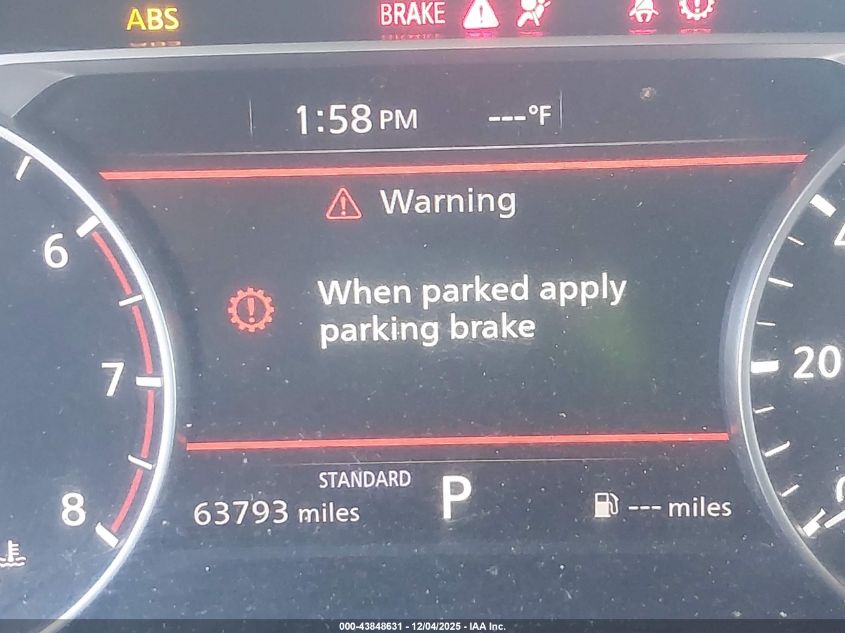 ABS BRAKE
1:58 PM ---°F
Warning
6
When parked apply
parking brake
7
20
8
STANDARD
63793 miles P --- miles
000-43848631 - 12/04/2025 - IAA Inc.